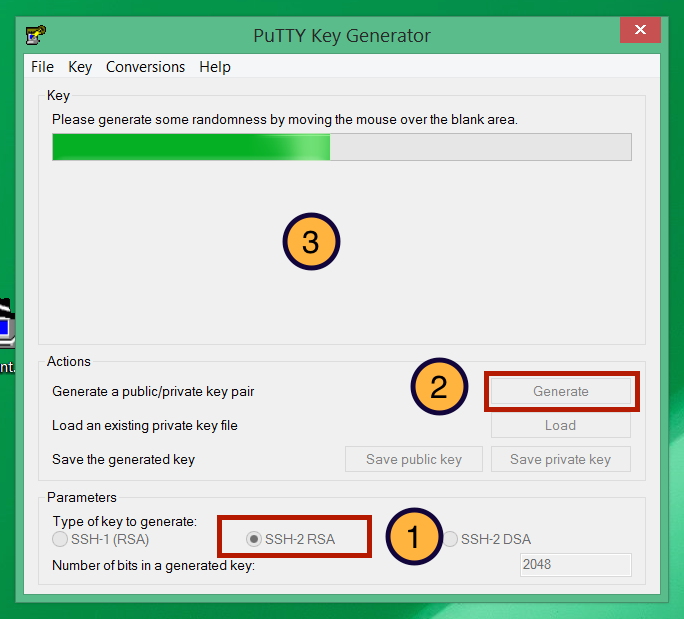 PuTTY Key Generator
File Key Conversions Help
Key
Please generate some randomness by moving the mouse over the blank area.
3
Actions
Generate a public/private key pair
2
Generate
Load an existing private key file
Load
Save the generated key
Save public key
Save private key
Parameters
Type of key to generate:
SSH-1 (RSA)
SSH-2 RSA
1
SSH-2 DSA
Number of bits in a generated key:
2048
nt.